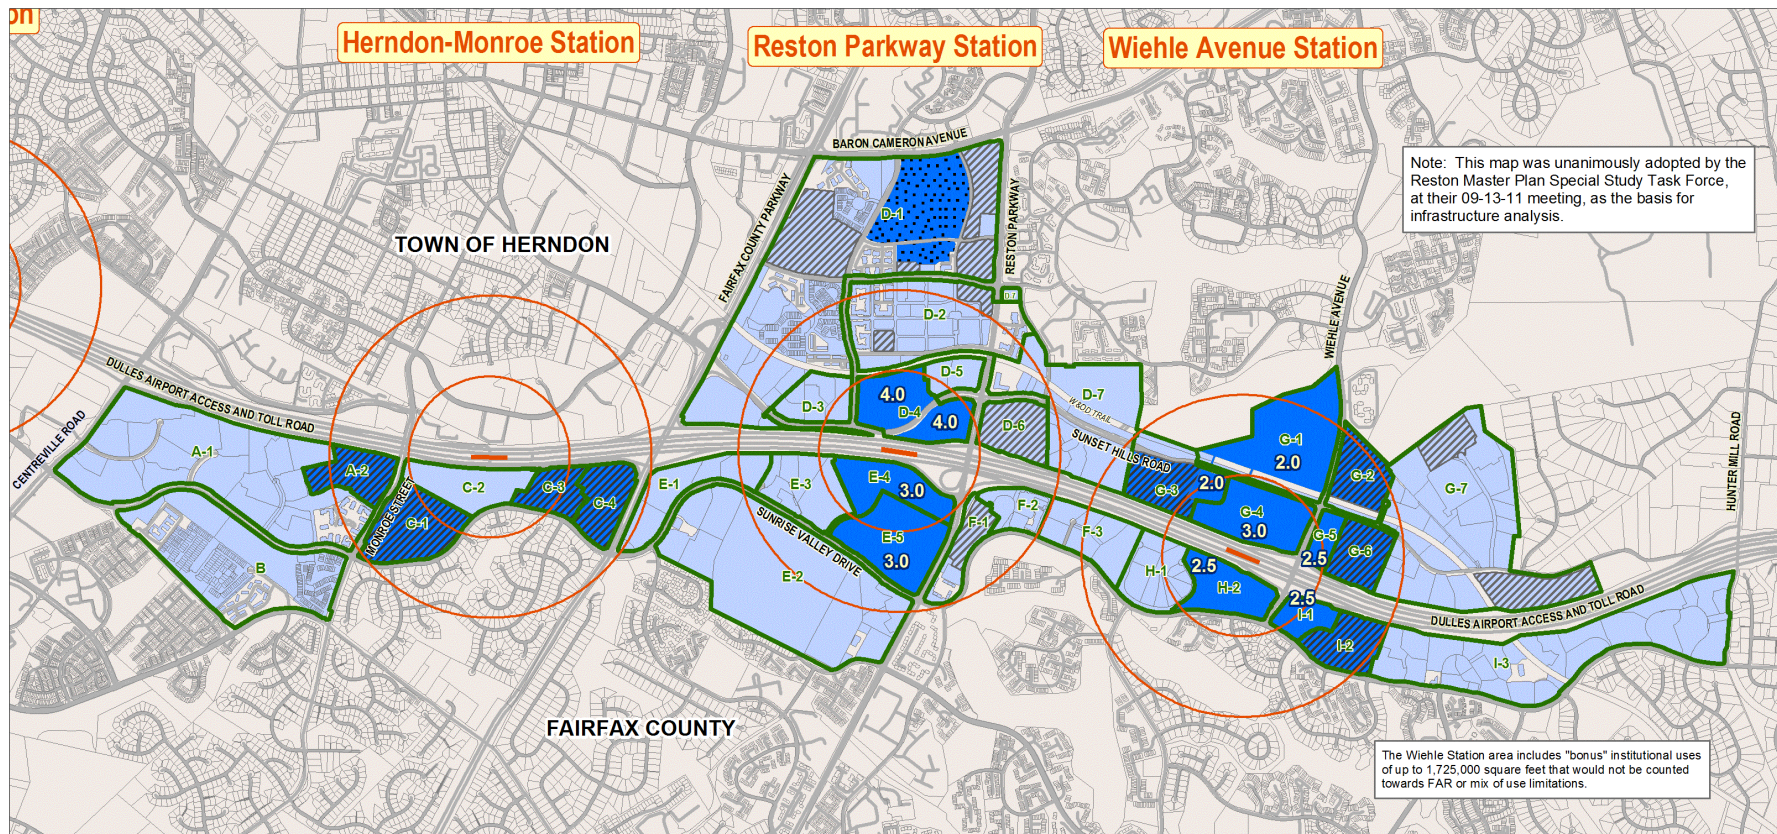 on
Herndon-Monroe Station
Reston Parkway Station
Wiehle Avenue Station
BARON CAMERON AVENUE
Note: This map was unanimously adopted by the
Reston Master Plan Special Study Task Force,
at their 09-13-11 meeting, as the basis for
infrastructure analysis.
FAIRFAX COUNTY PARKWAY
RESTON PARKWAY
D-1
TOWN OF HERNDON
WIEHLE AVENUE
D-7
D-2
DULLES AIRPORT ACCESS AND TOLL ROAD
D-5
D-7
4.0
W&OD TRAIL
D-3
D-4
4.0
D-6
CENTREVILLE ROAD
SUNSET HILLS ROAD
HUNTER MILL ROAD
G-1
2.0
A-1
A-2
C-2
C-3
C-4
E-1
E-3
E-4
3.0
G-3
2.0
G-2
G-7
MONROE STREET
C-1
SUNRISE VALLEY DRIVE
E-5
3.0
F-1
F-2
F-3
G-4
3.0
G-5
2.5
G-6
B
E-2
H-1
2.5
H-2
2.5
I-1
I-2
DULLES AIRPORT ACCESS AND TOLL ROAD
I-3
FAIRFAX COUNTY
The Wiehle Station area includes "bonus" institutional uses
of up to 1,725,000 square feet that would not be counted
towards FAR or mix of use limitations.